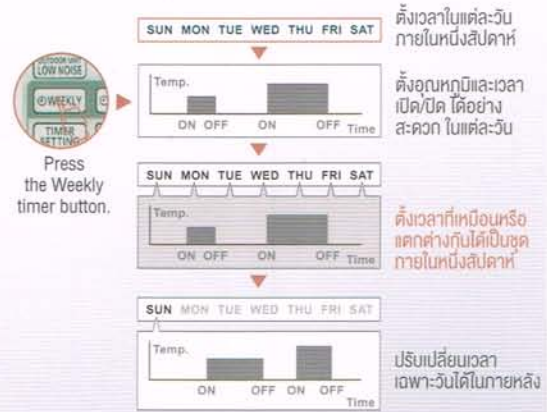 SUN MON TUE WED THU FRI SAT
ตั้งเวลาในแต่ละวัน
ภายในหนึ่งสัปดาห์
OUTDOOR UNIT
LOW NOISE
WEEKLY
TIMER
SETTING
Press
the Weekly
timer button.
Temp.
ON OFF ON OFF Time
ตั้งอุณหภูมิและเวลา
เปิด/ปิด ได้อย่าง
สะดวก ในแต่ละวัน
SUN MON TUE WED THU FRI SAT
Temp.
ON OFF ON OFF Time
ตั้งเวลาที่เหมือนหรือ
แตกต่างกันได้เป็นชุด
ภายในหนึ่งสัปดาห์
SUN MON TUE WED THU FRI SAT
Temp.
ON OFF ON OFF Time
ปรับเปลี่ยนเวลา
เฉพาะวันได้ในภายหลัง